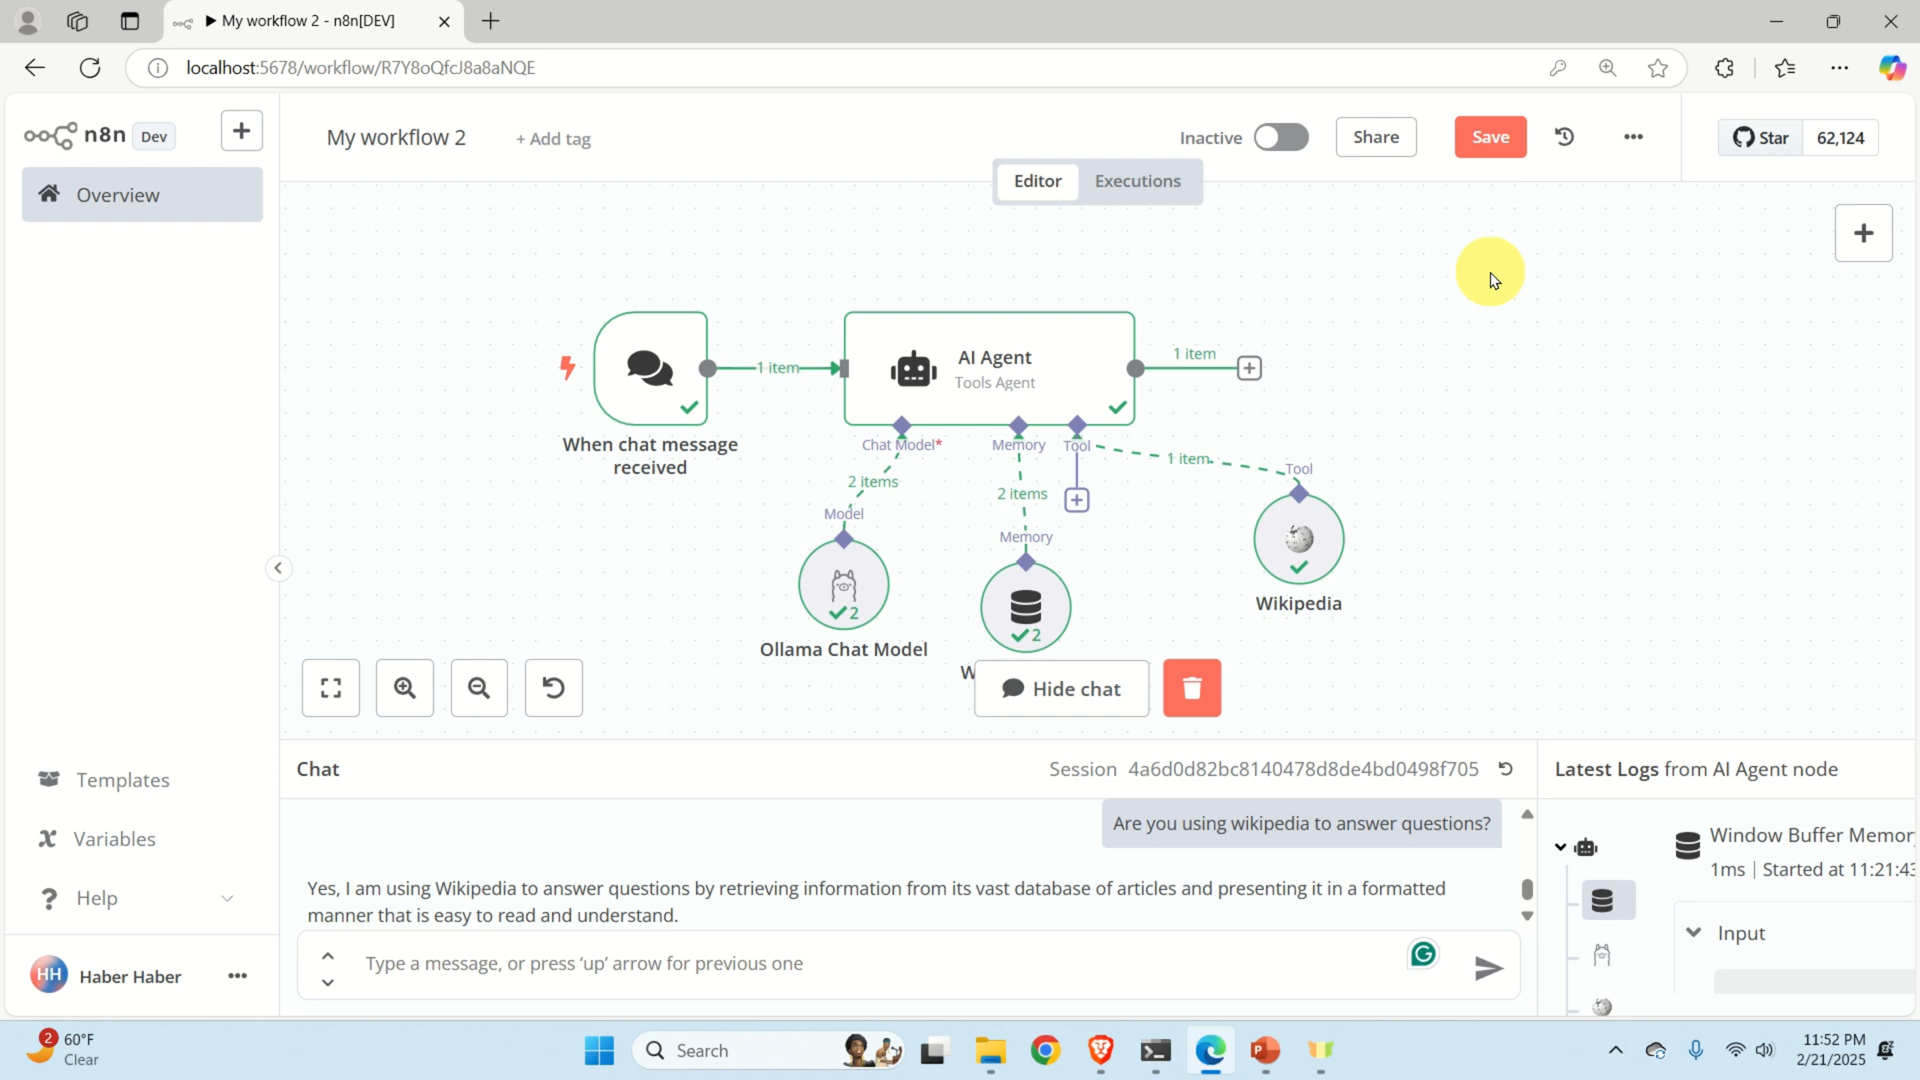 My workflow 2 - n8n[DEV]
localhost:5678/workflow/R7Y8oQfcJ8a8aNQE
n8n Dev
My workflow 2
+ Add tag
Inactive
Share
Save
Star 62,124
Editor Executions
Overview
1 item
AI Agent
Tools Agent
1 item
When chat message
received
Chat Model*
Memory
Tool
1 item
Tool
2 items
2 items
Model
Memory
2
2
Wikipedia
Ollama Chat Model
W
Hide chat
Templates
Variables
Help
HH Haber Haber
Chat
Session 4a6d0d82bc8140478d8de4bd0498f705
Latest Logs from AI Agent node
Are you using wikipedia to answer questions?
Yes, I am using Wikipedia to answer questions by retrieving information from its vast database of articles and presenting it in a formatted
manner that is easy to read and understand.
Type a message, or press ‘up’ arrow for previous one
Window Buffer Memor
1ms | Started at 11:21:43
Input
2
60°F
Clear
Search
11:52 PM
2/21/2025